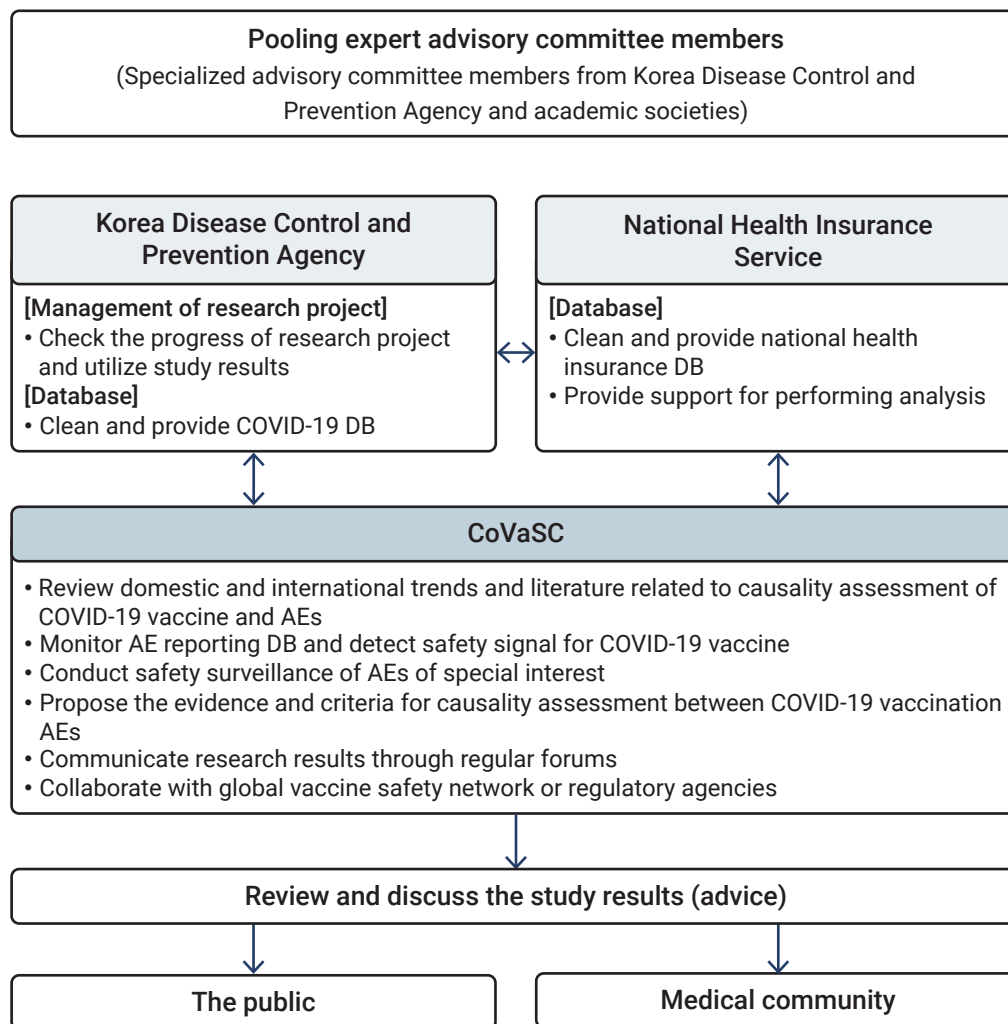 Pooling expert advisory committee members
(Specialized advisory committee members from Korea Disease Control and
Prevention Agency and academic societies)
Korea Disease Control and
Prevention Agency
[Management of research project]
• Check the progress of research project
and utilize study results
[Database]
• Clean and provide COVID-19 DB
National Health Insurance
Service
[Database]
• Clean and provide national health
insurance DB
• Provide support for performing analysis
CoVaSC
• Review domestic and international trends and literature related to causality assessment of
COVID-19 vaccine and AEs
• Monitor AE reporting DB and detect safety signal for COVID-19 vaccine
• Conduct safety surveillance of AEs of special interest
• Propose the evidence and criteria for causality assessment between COVID-19 vaccination
AEs
• Communicate research results through regular forums
• Collaborate with global vaccine safety network or regulatory agencies
Review and discuss the study results (advice)
The public
Medical community